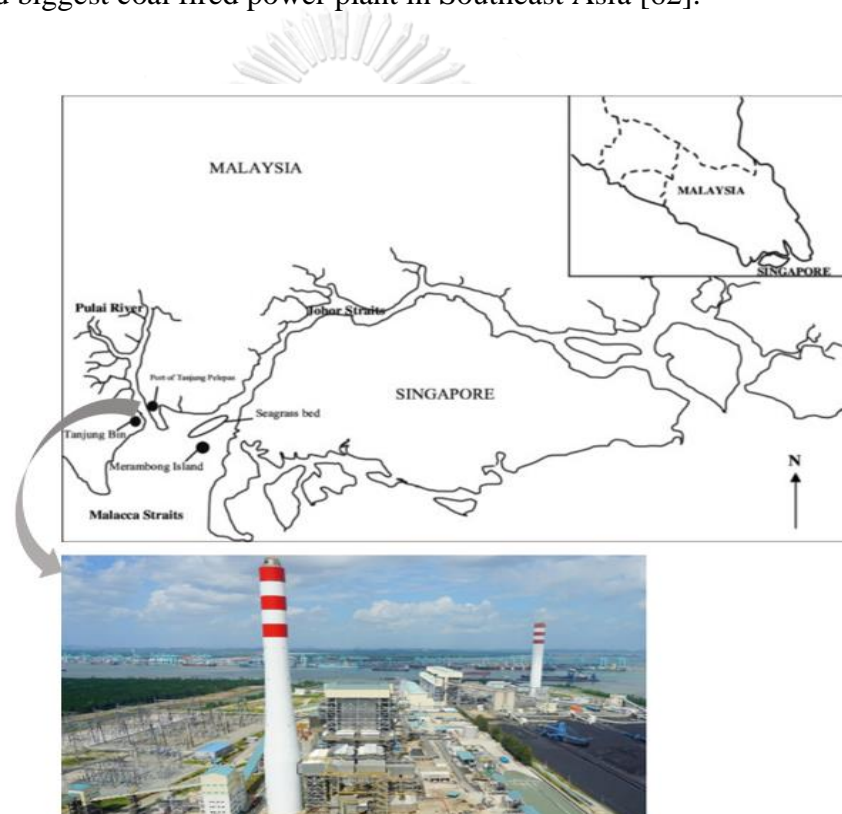 biggest coal fired power plant in Southeast Asia [62].
MALAYSIA
MALAYSIA
SINGAPORE
Pulai River
Johor Straits
Port of Tanjung Pelepas
SINGAPORE
Seagrass bed
Tanjung Bin
Merambong Island
N
Malacca Straits